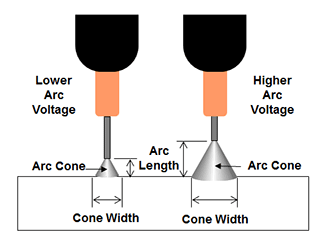 Lower
Arc
Voltage
Higher
Arc
Voltage
Arc
Length
Arc Cone
Arc Cone
Cone Width
Cone Width